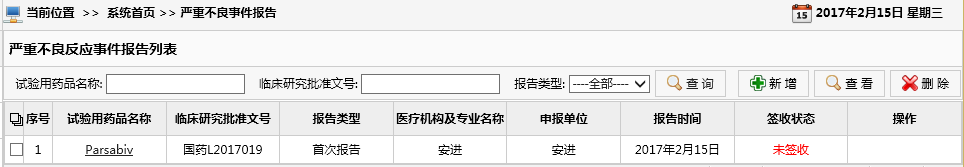 当前位置 >> 系统首页 >> 严重不良事件报告 15 2017年2月15日 星期三
严重不良反应事件报告列表
试验用药品名称: 临床研究批准文号: 报告类型: ----全部---- 查 询 新 增 查 看 删 除
序号 试验用药品名称 临床研究批准文号 报告类型 医疗机构及专业名称 申报单位 报告时间 签收状态 操作
1 Parsabiv 国药L2017019 首次报告 安进 安进 2017年2月15日 未签收